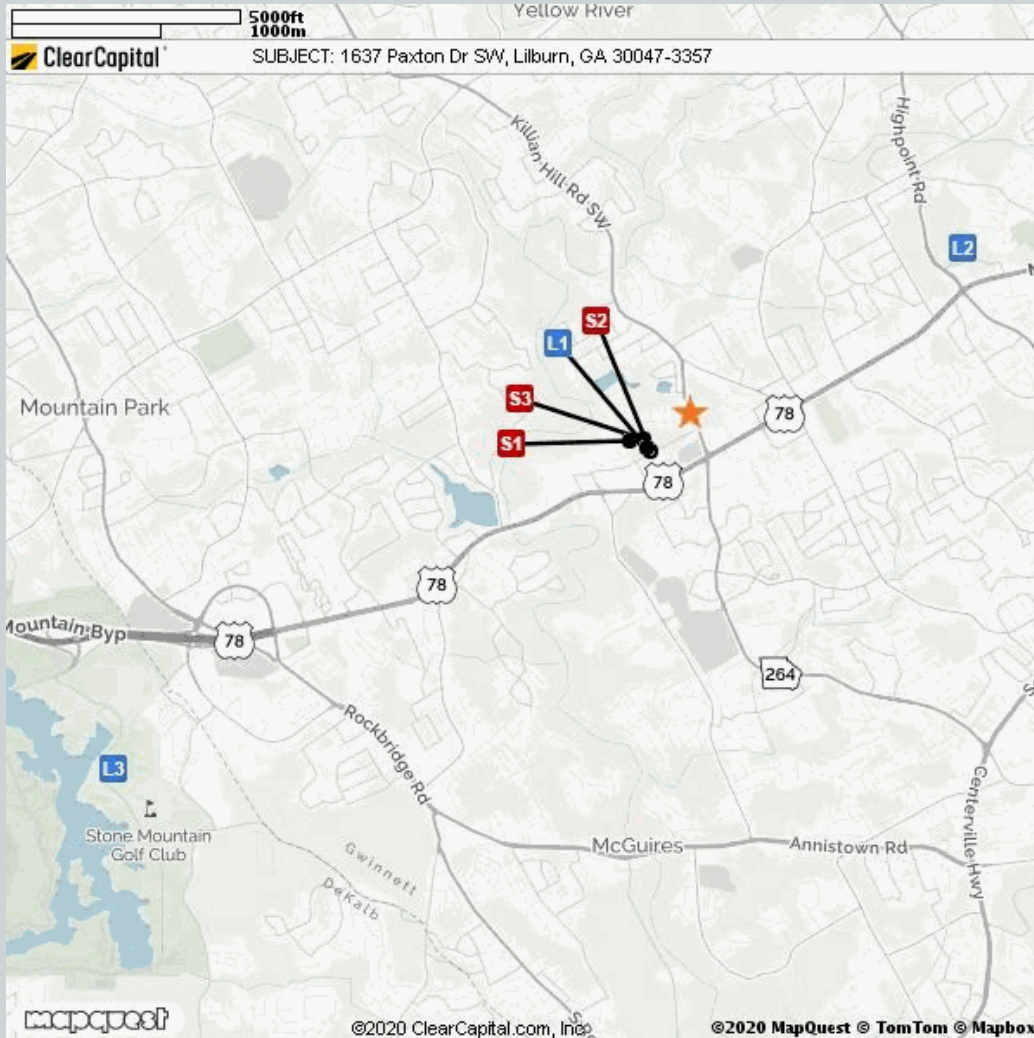 Yellow River
5000ft
1000m
ClearCapital
SUBJECT: 1637 Paxton Dr SW, Lilburn, GA 30047-3357
Killian Hill Rd SW
Highpoint Rd
L2
S2
L1
S3
Mountain Park
78
S1
78
78
Mountain Byp
78
264
Rockbridge Rd
L3
Stone Mountain
Golf Club
McGuires
Annistown Rd
Centerville Hwy
Gwinnett
DeKalb
mapquest
©2020 ClearCapital.com, Inc.
©2020 MapQuest © TomTom © Mapbox